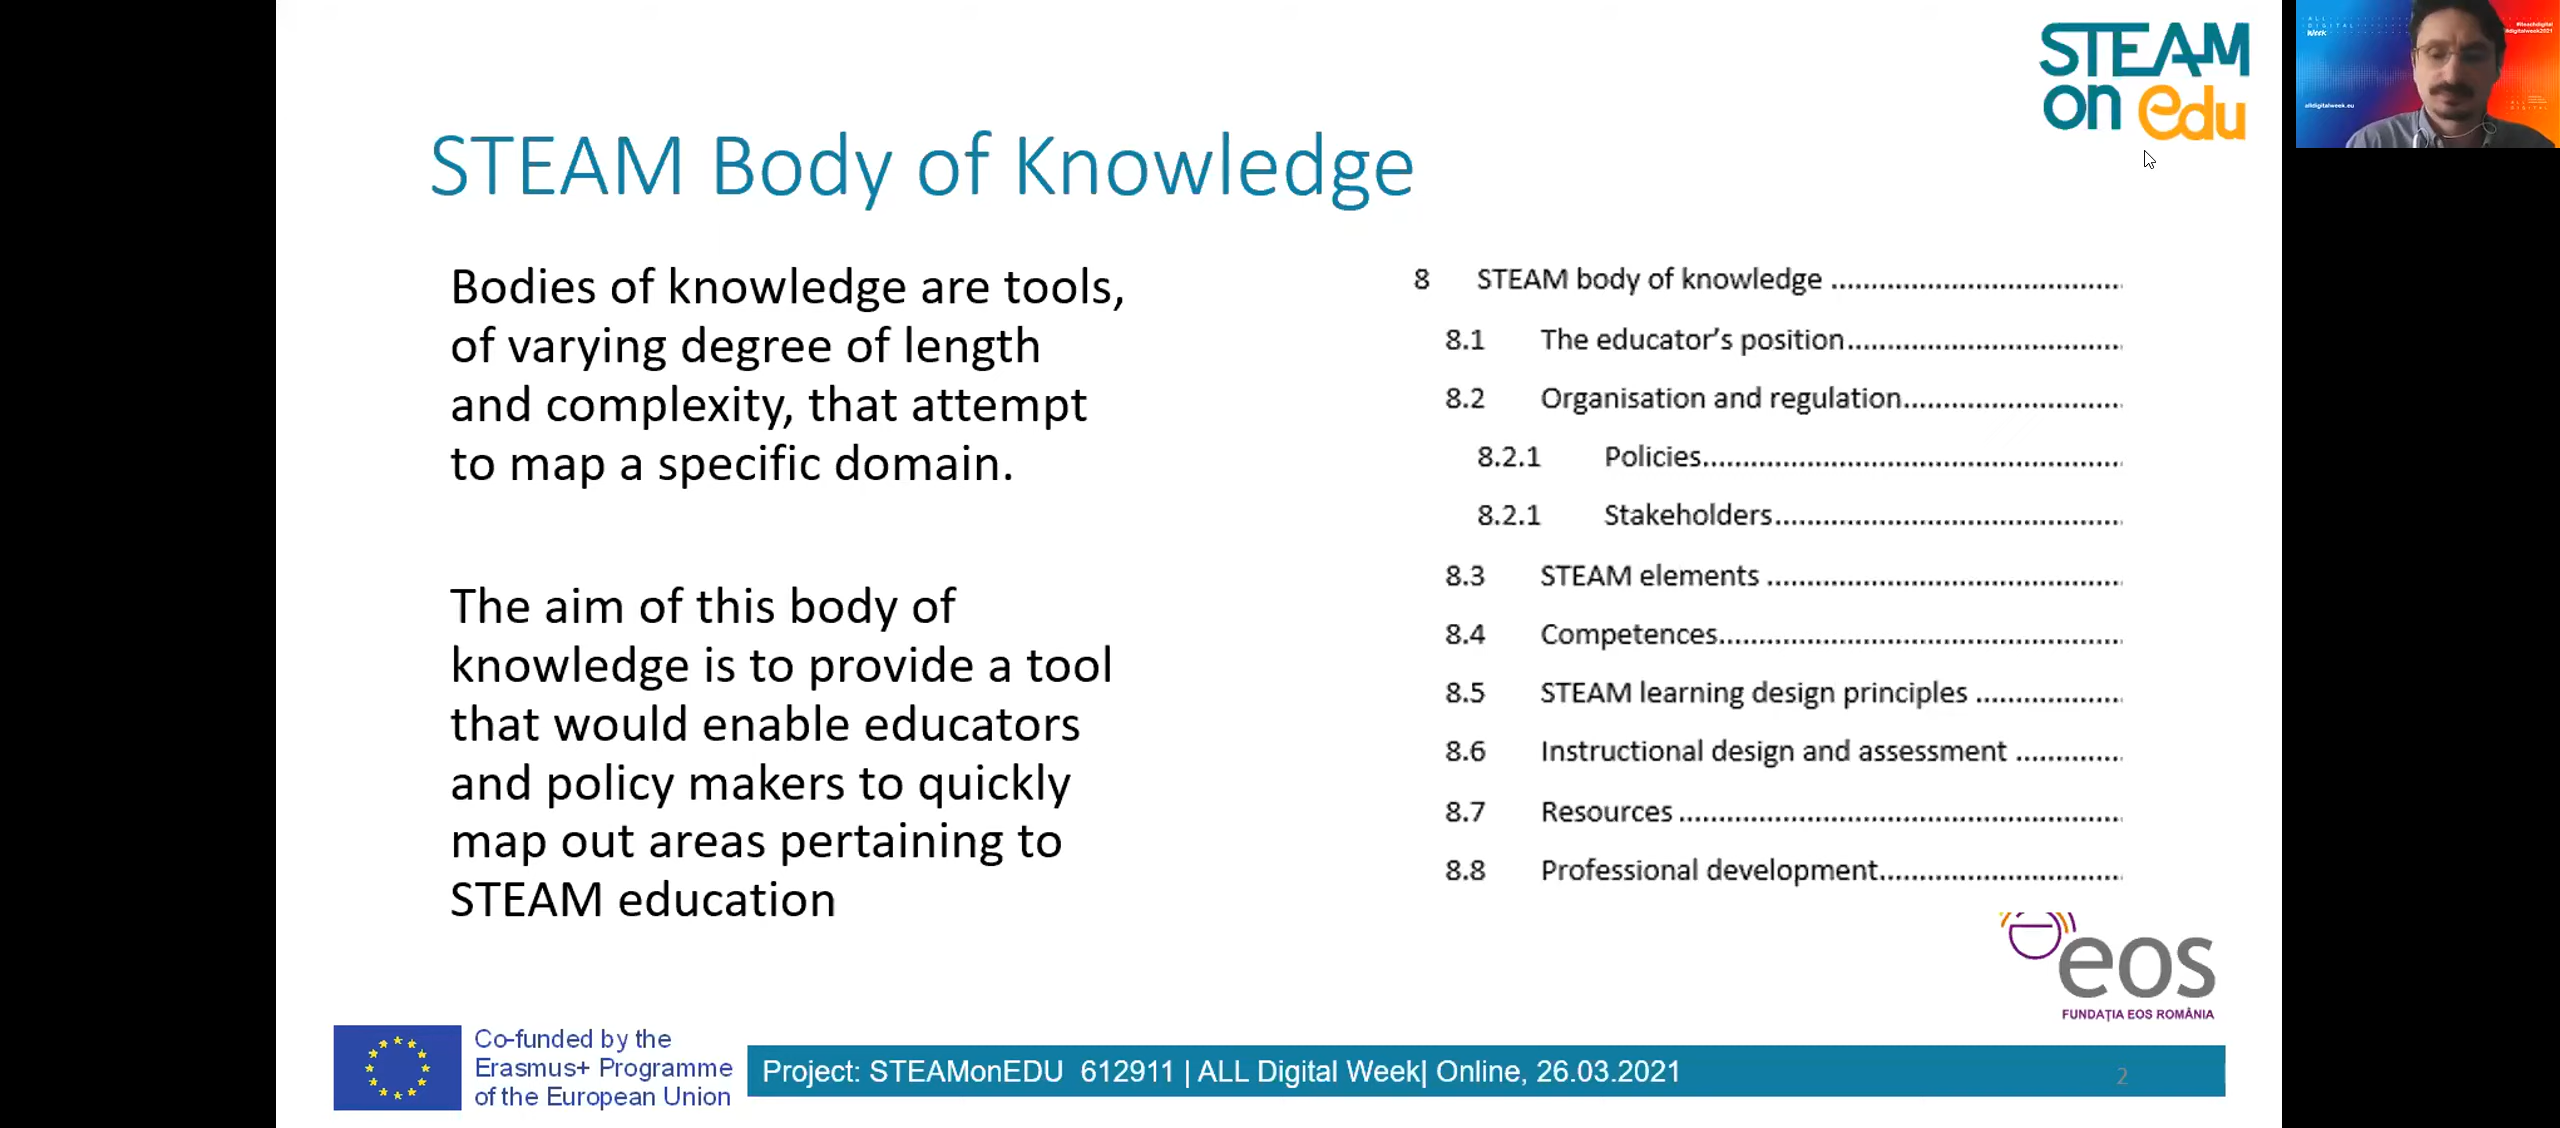 STEAM
on edu
STEAM Body of Knowledge
Bodies of knowledge are tools,
of varying degree of length
and complexity, that attempt
to map a specific domain.
The aim of this body of
knowledge is to provide a tool
that would enable educators
and policy makers to quickly
map out areas pertaining to
STEAM education
8 STEAM body of knowledge ....................................
8.1 The educator's position....................................
8.2 Organisation and regulation............................
8.2.1 Policies.....................................................
8.2.1 Stakeholders............................................
8.3 STEAM elements .............................................
8.4 Competences...................................................
8.5 STEAM learning design principles ...................
8.6 Instructional design and assessment ..............
8.7 Resources ........................................................
8.8 Professional development...............................
eos
FUNDAȚIA EOS ROMÂNIA
Co-funded by the
Erasmus+ Programme
of the European Union
Project: STEAMonEDU 612911 | ALL Digital Week| Online, 26.03.2021
2
ALL
DIGITAL
Week
alldigitalweek.eu